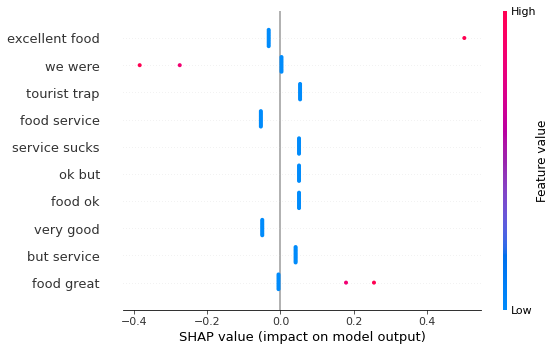 High
excellent food
we were
tourist trap
food service
service sucks
ok but
food ok
very good
but service
food great
Feature value
Low
−0.4 −0.2 0.0 0.2 0.4
SHAP value (impact on model output)